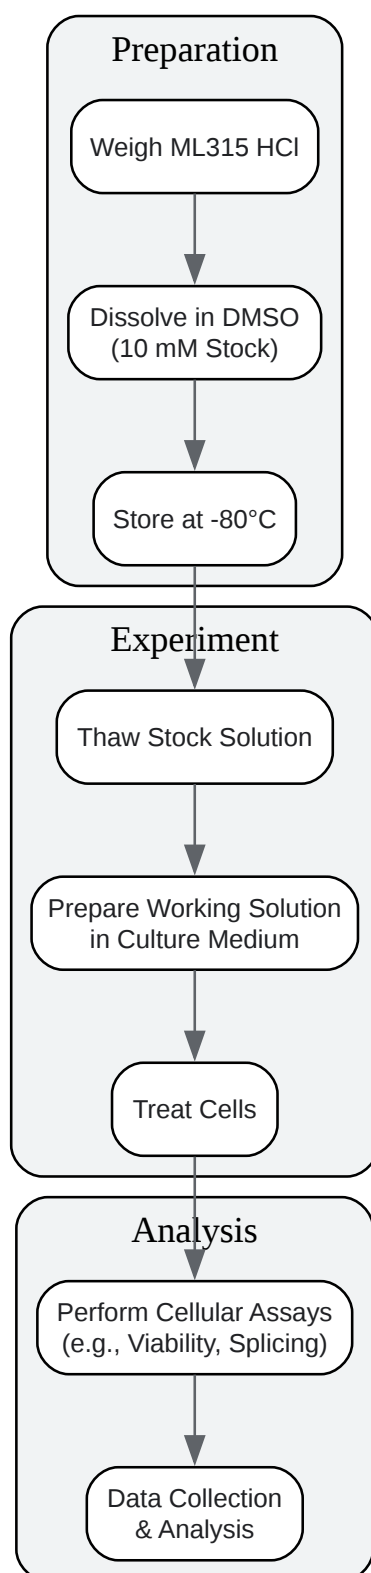 Preparation
Weigh ML315 HCl
Dissolve in DMSO
(10 mM Stock)
Store at -80°C
Experiment
Thaw Stock Solution
Prepare Working Solution
in Culture Medium
Treat Cells
Analysis
Perform Cellular Assays
(e.g., Viability, Splicing)
Data Collection
& Analysis